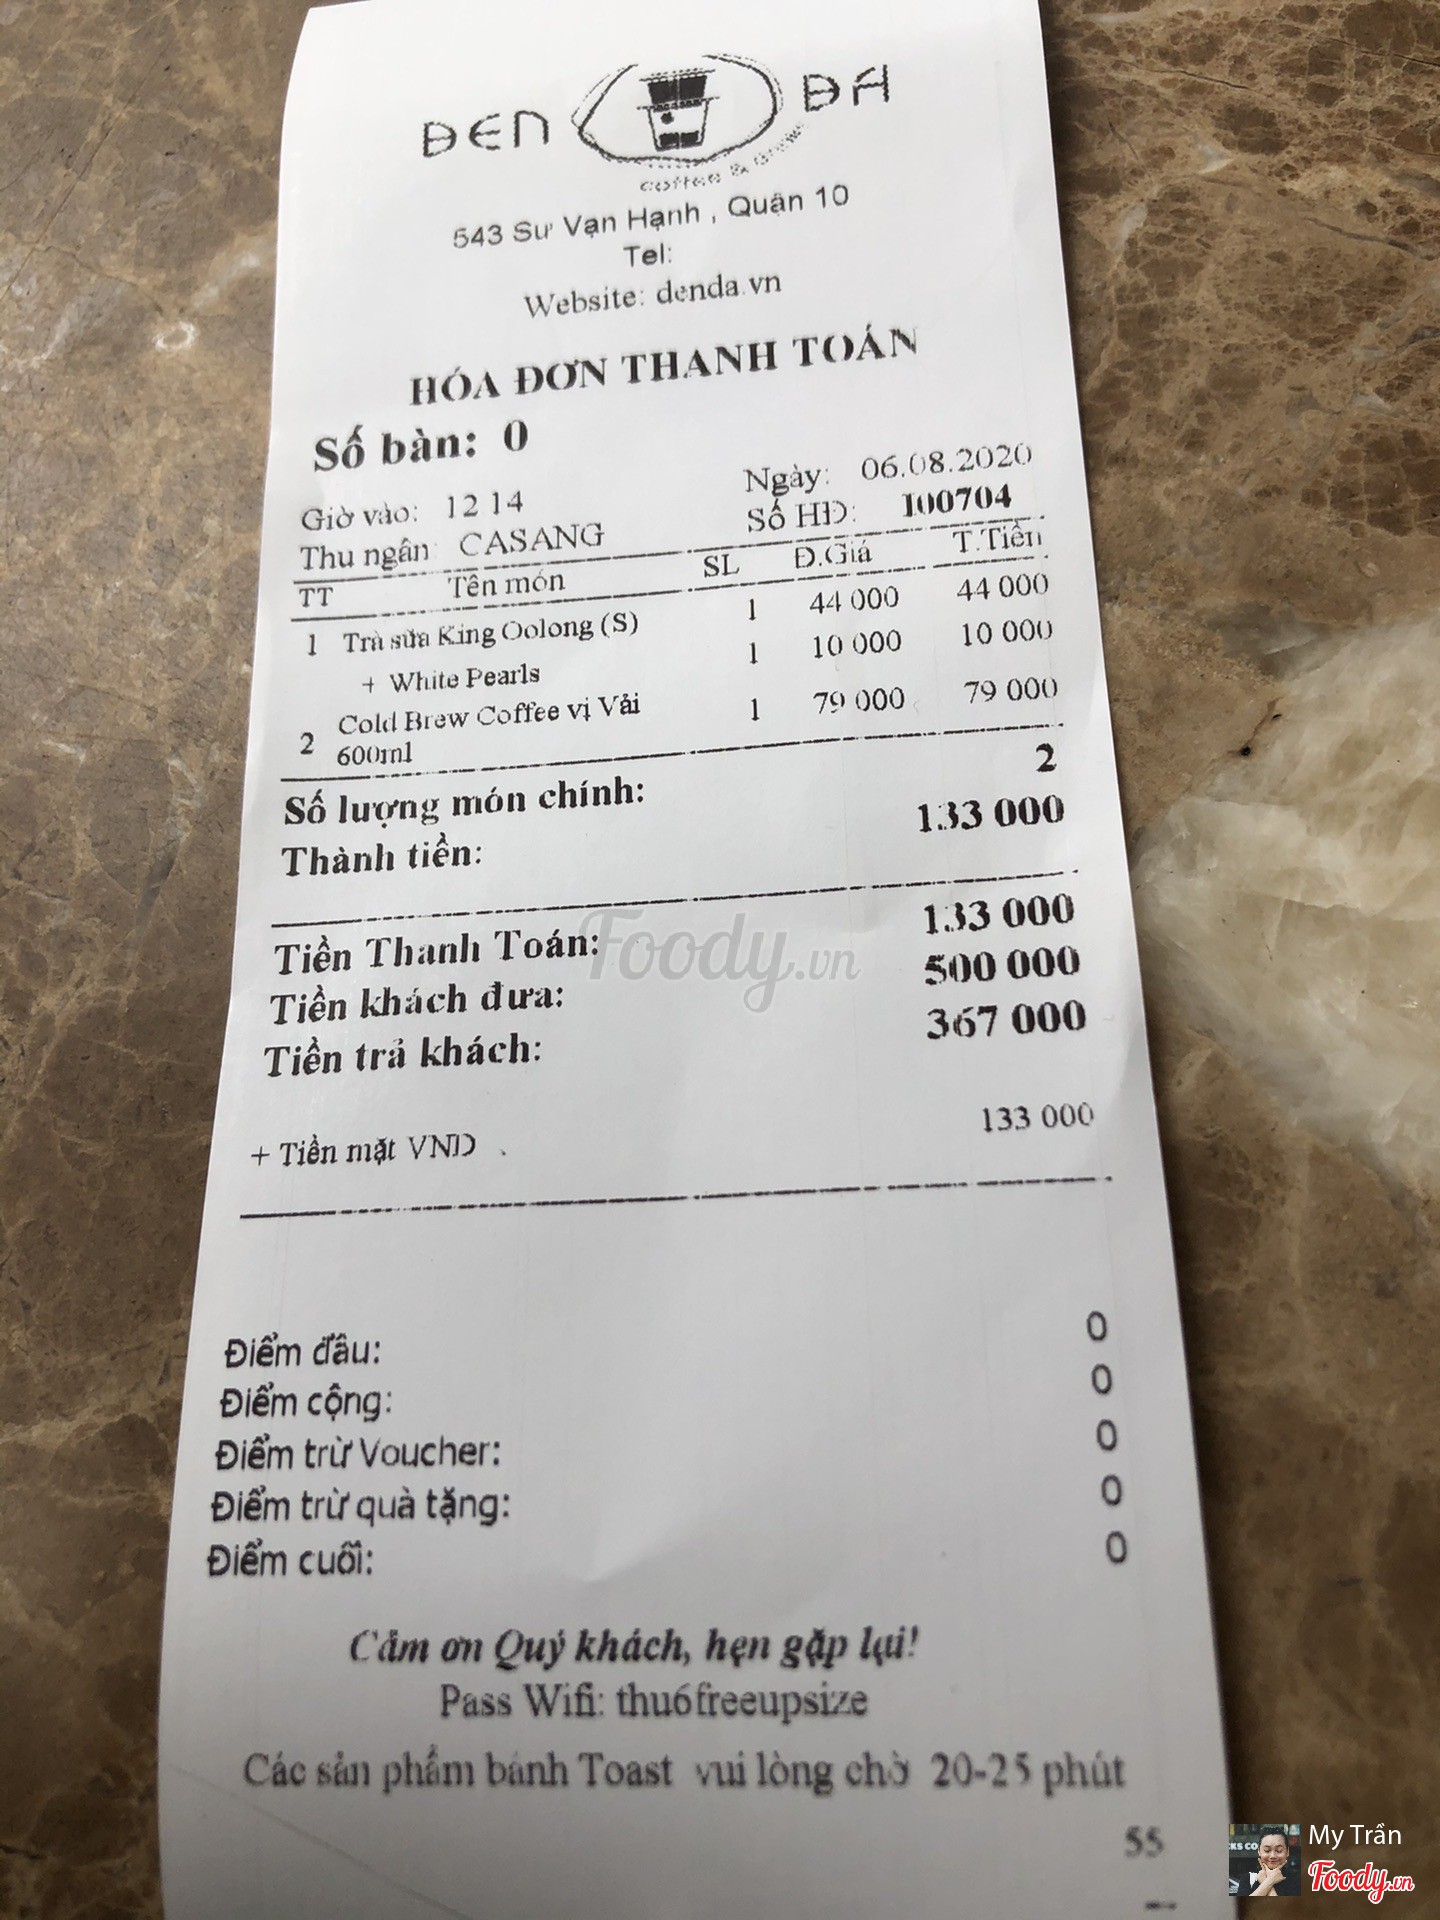 ĐEN ĐÁ
coffee & Brew
543 Sư Vạn Hạnh , Quận 10
Tel:
Website: denda.vn
HÓA ĐƠN THANH TOÁN
Số bàn: 0
Ngày: 06.08.2020
Giờ vào: 12 14
Số HĐ: I00704
Thu ngân: CASANG
TT Tên món SL Đ.Giá T.Tiền
1 Trà sữa King Oolong (S) 1 44 000 44 000
+ White Pearls 1 10 000 10 000
2 Cold Brew Coffee vị Vải 600ml 1 79 000 79 000
Số lượng món chính: 2
Thành tiền: 133 000
Tiền Thanh Toán: 133 000
Tiền khách đưa: 500 000
Tiền trả khách: 367 000
+ Tiền mặt VND 133 000
Điểm đầu: 0
Điểm cộng: 0
Điểm trừ Voucher: 0
Điểm trừ quà tặng: 0
Điểm cuối: 0
Cảm ơn Quý khách, hẹn gặp lại!
Pass Wifi: thu6freeupsize
Các sản phẩm bánh Toast vui lòng chờ 20-25 phút
55
Foody.vn
My Trần
Foody.vn